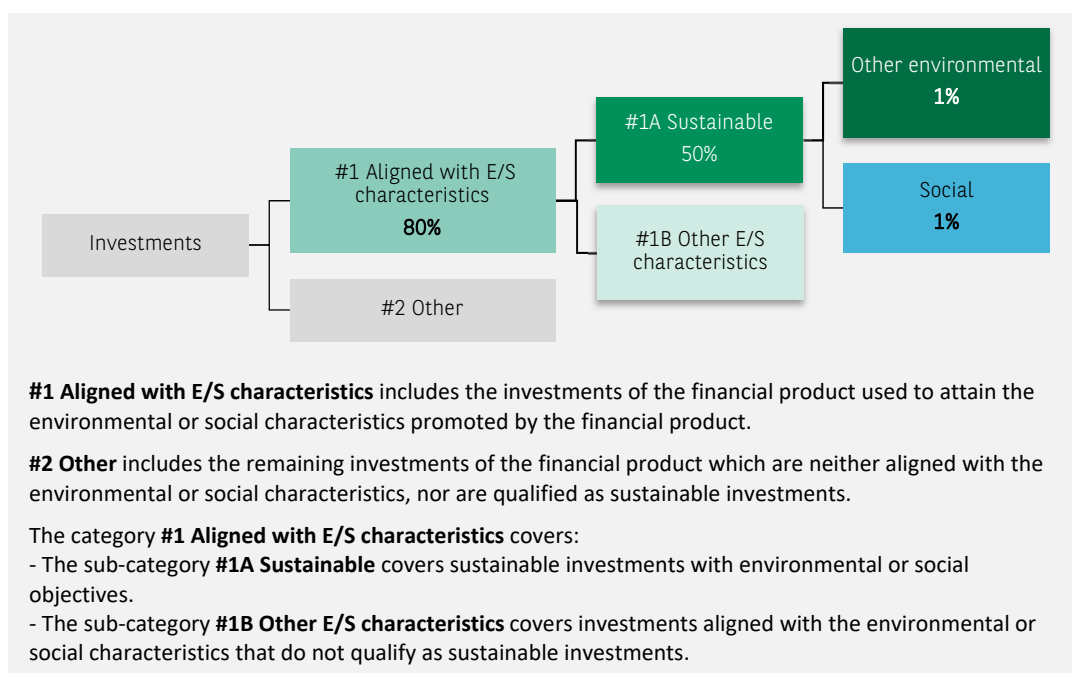 Other environmental
1%
#1A Sustainable
50%
#1 Aligned with E/S
characteristics
80%
Social
1%
Investments
#1B Other E/S
characteristics
#2 Other
#1 Aligned with E/S characteristics includes the investments of the financial product used to attain the
environmental or social characteristics promoted by the financial product.
#2 Other includes the remaining investments of the financial product which are neither aligned with the
environmental or social characteristics, nor are qualified as sustainable investments.
The category #1 Aligned with E/S characteristics covers:
- The sub-category #1A Sustainable covers sustainable investments with environmental or social
objectives.
- The sub-category #1B Other E/S characteristics covers investments aligned with the environmental or
social characteristics that do not qualify as sustainable investments.